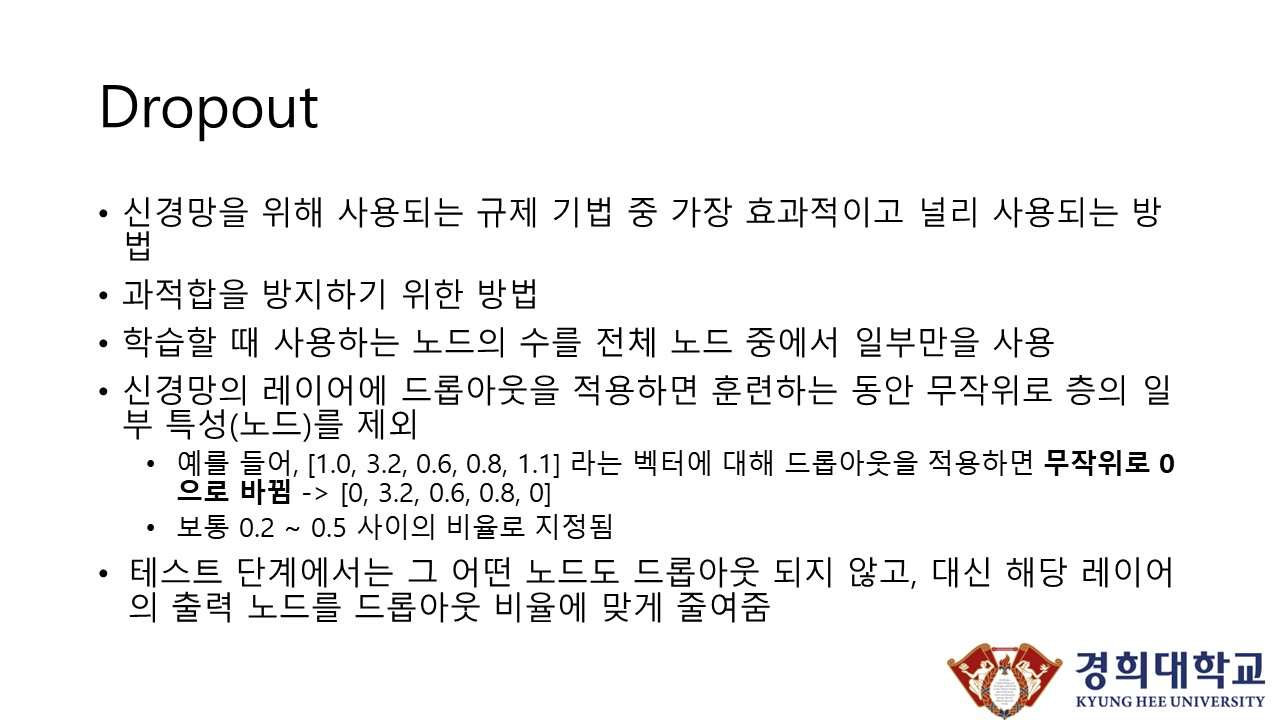 Dropout
• 신경망을 위해 사용되는 규제 기법 중 가장 효과적이고 널리 사용되는 방
법
• 과적합을 방지하기 위한 방법
• 학습할 때 사용하는 노드의 수를 전체 노드 중에서 일부만을 사용
• 신경망의 레이어에 드롭아웃을 적용하면 훈련하는 동안 무작위로 층의 일
부 특성(노드)를 제외
• 예를 들어, [1.0, 3.2, 0.6, 0.8, 1.1] 라는 벡터에 대해 드롭아웃을 적용하면 무작위로 0
으로 바뀜 -> [0, 3.2, 0.6, 0.8, 0]
• 보통 0.2 ~ 0.5 사이의 비율로 지정됨
• 테스트 단계에서는 그 어떤 노드도 드롭아웃 되지 않고, 대신 해당 레이어
의 출력 노드를 드롭아웃 비율에 맞게 줄여줌
경희대학교
KYUNG HEE UNIVERSITY